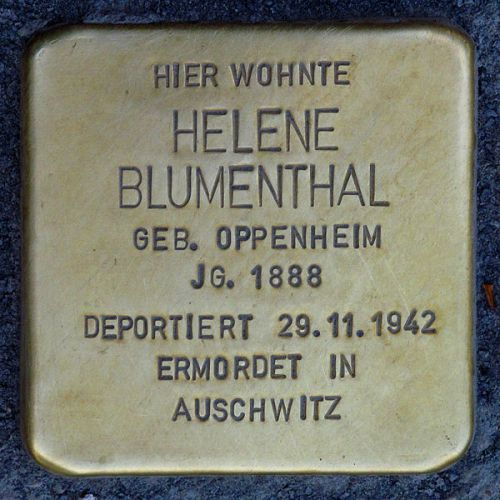 HIER WOHNTE
HELENE
BLUMENTHAL
GEB. OPPENHEIM
JG. 1888
DEPORTIERT 29.11.1942
ERMORDET IN
AUSCHWITZ